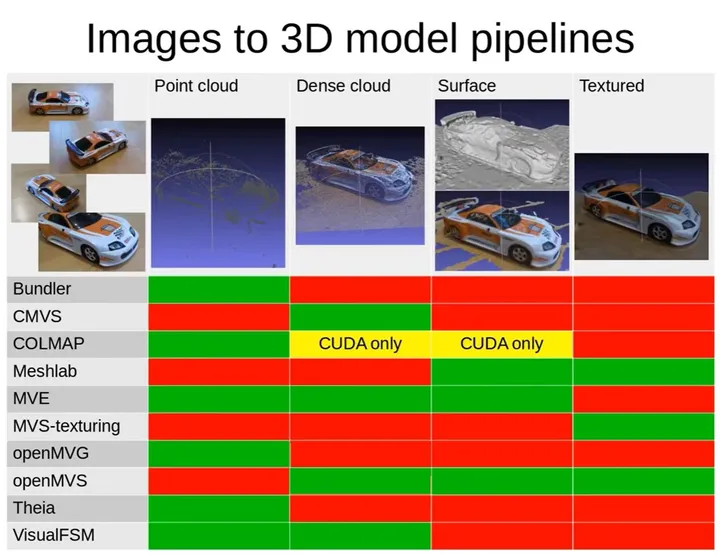 Images to 3D model pipelines
Point cloud Dense cloud Surface Textured
Bundler
CMVS
COLMAP CUDA only CUDA only
Meshlab
MVE
MVS-texturing
openMVG
openMVS
Theia
VisualFSM